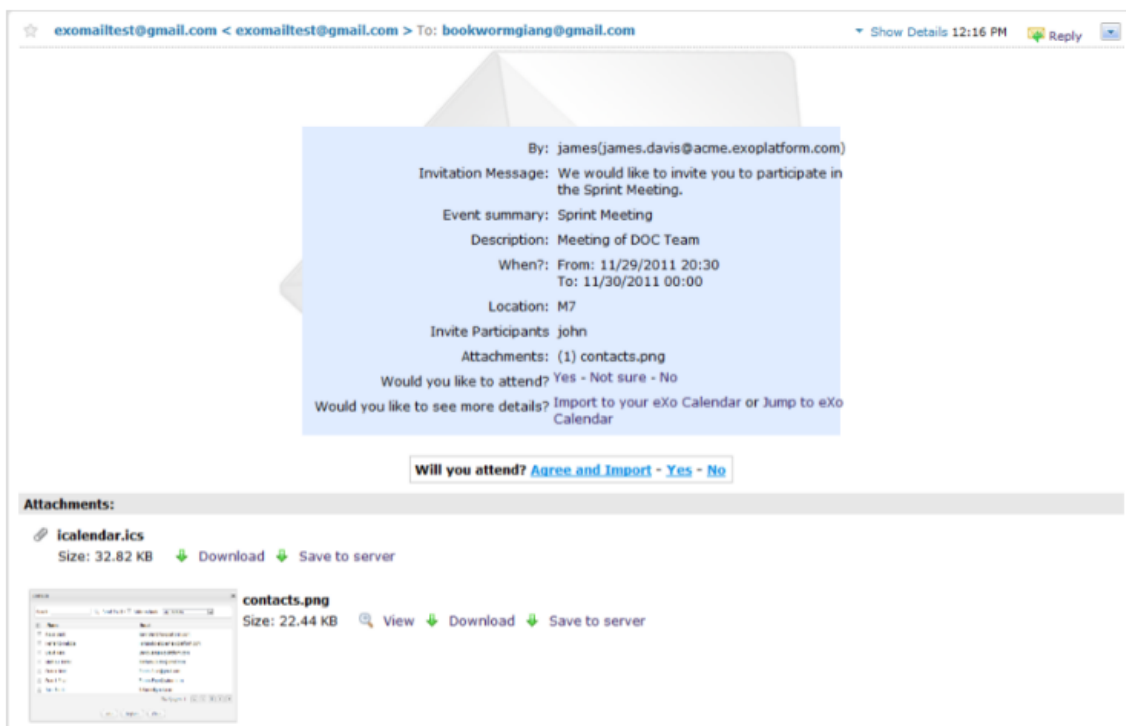 exomailtest@gmail.com < exomailtest@gmail.com > To: bookwormgiang@gmail.com Show Details 12:16 PM Reply
By: james(james.davis@acme.exoplatform.com)
Invitation Message: We would like to invite you to participate in
the Sprint Meeting.
Event summary: Sprint Meeting
Description: Meeting of DOC Team
When?: From: 11/29/2011 20:30
To: 11/30/2011 00:00
Location: M7
Invite Participants john
Attachments: (1) contacts.png
Would you like to attend? Yes - Not sure - No
Would you like to see more details? Import to your eXo Calendar or Jump to eXo
Calendar
Will you attend? Agree and Import - Yes - No
Attachments:
icalendar.ics
Size: 32.82 KB Download Save to server
contacts.png
Size: 22.44 KB View Download Save to server